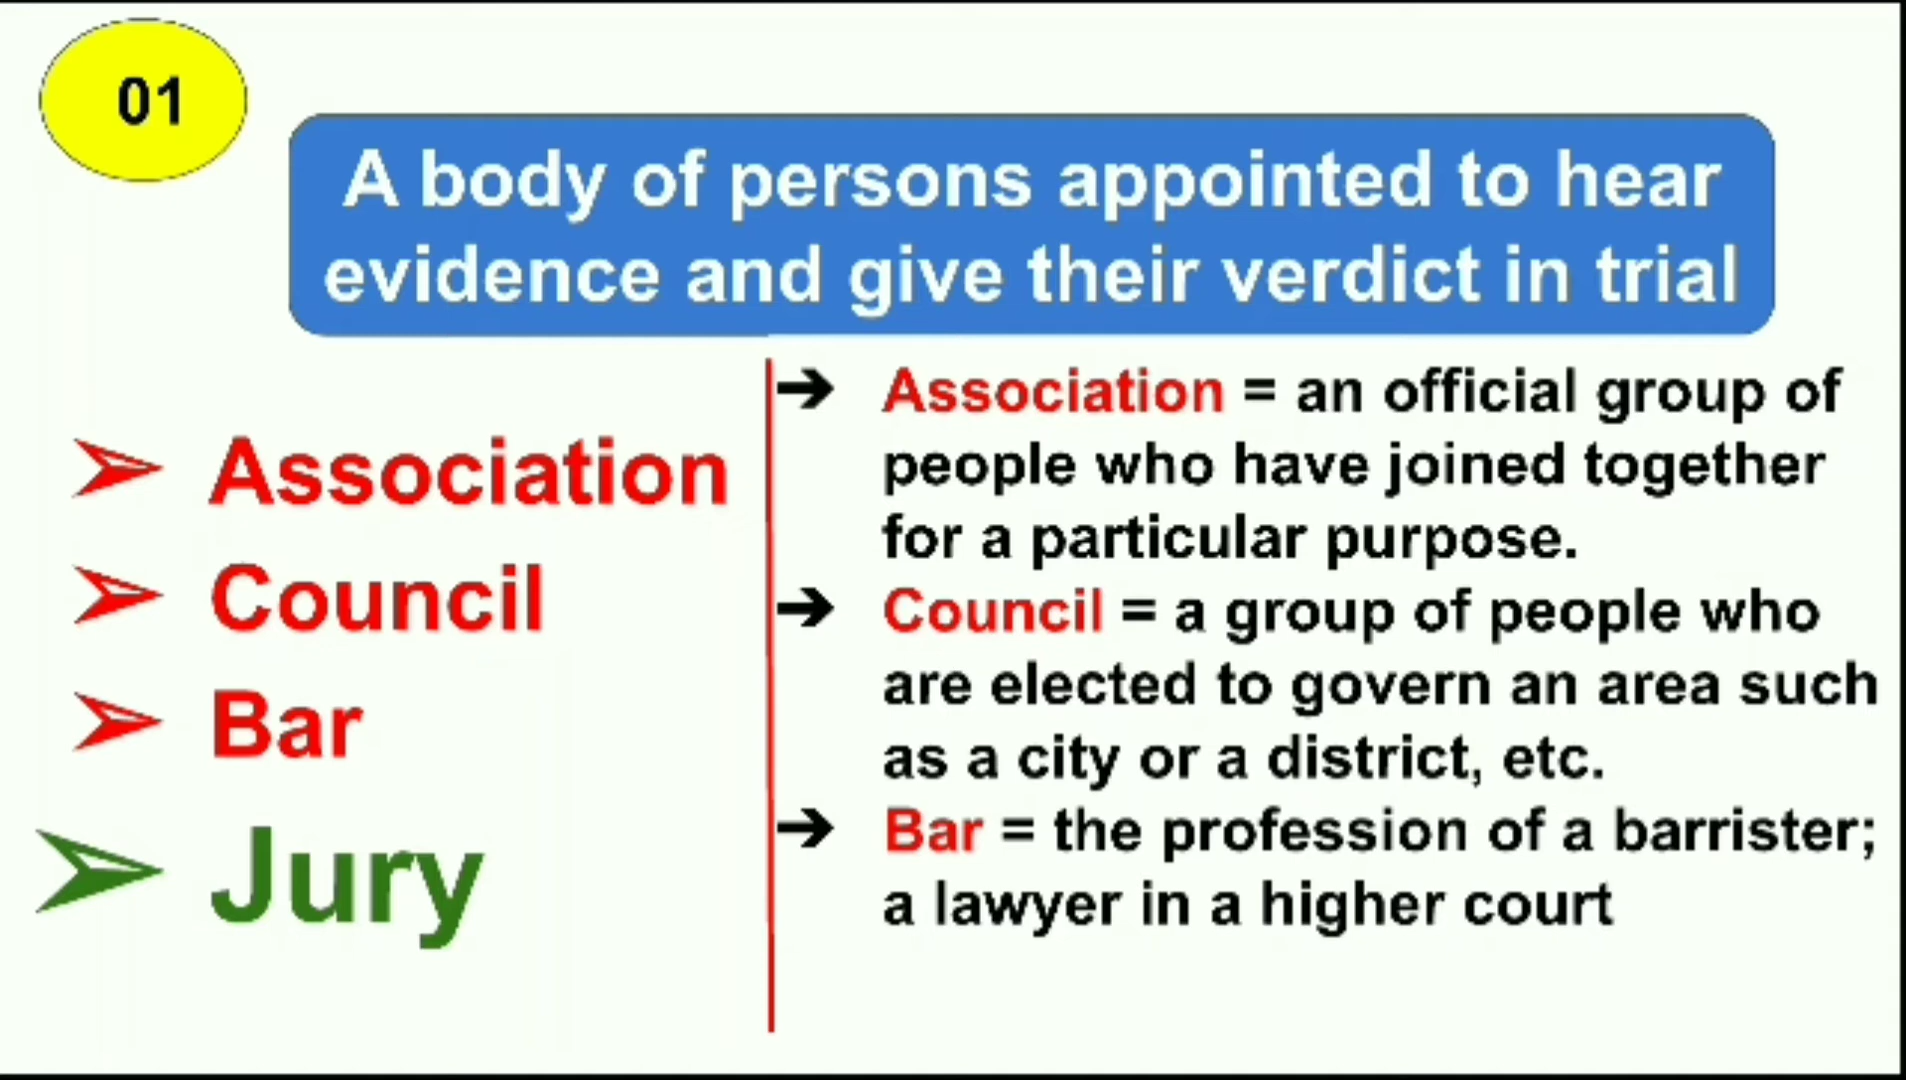 01
A body of persons appointed to hear
evidence and give their verdict in trial
Association
Council
Bar
Jury
Association = an official group of
people who have joined together
for a particular purpose.
Council = a group of people who
are elected to govern an area such
as a city or a district, etc.
Bar = the profession of a barrister;
a lawyer in a higher court